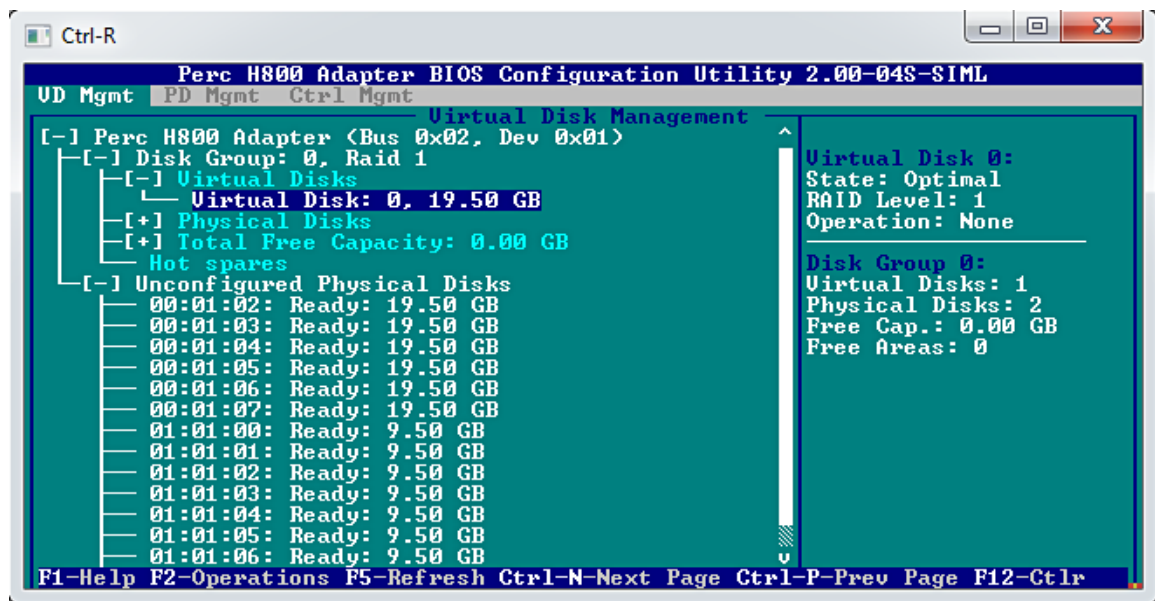 Ctrl-R
Perc H800 Adapter BIOS Configuration Utility 2.00-04S-SIML
VD Mgmt PD Mgmt Ctrl Mgmt
Virtual Disk Management
[-] Perc H800 Adapter (Bus 0x02, Dev 0x01)
[-] Disk Group: 0, Raid 1
[-] Virtual Disks
Virtual Disk: 0, 19.50 GB
[+] Physical Disks
[+] Total Free Capacity: 0.00 GB
Hot spares
[-] Unconfigured Physical Disks
00:01:02: Ready: 19.50 GB
00:01:03: Ready: 19.50 GB
00:01:04: Ready: 19.50 GB
00:01:05: Ready: 19.50 GB
00:01:06: Ready: 19.50 GB
00:01:07: Ready: 19.50 GB
01:01:00: Ready: 9.50 GB
01:01:01: Ready: 9.50 GB
01:01:02: Ready: 9.50 GB
01:01:03: Ready: 9.50 GB
01:01:04: Ready: 9.50 GB
01:01:05: Ready: 9.50 GB
01:01:06: Ready: 9.50 GB
Virtual Disk 0:
State: Optimal
RAID Level: 1
Operation: None
Disk Group 0:
Virtual Disks: 1
Physical Disks: 2
Free Cap.: 0.00 GB
Free Areas: 0
F1-Help F2-Operations F5-Refresh Ctrl-N-Next Page Ctrl-P-Prev Page F12-Ctlr